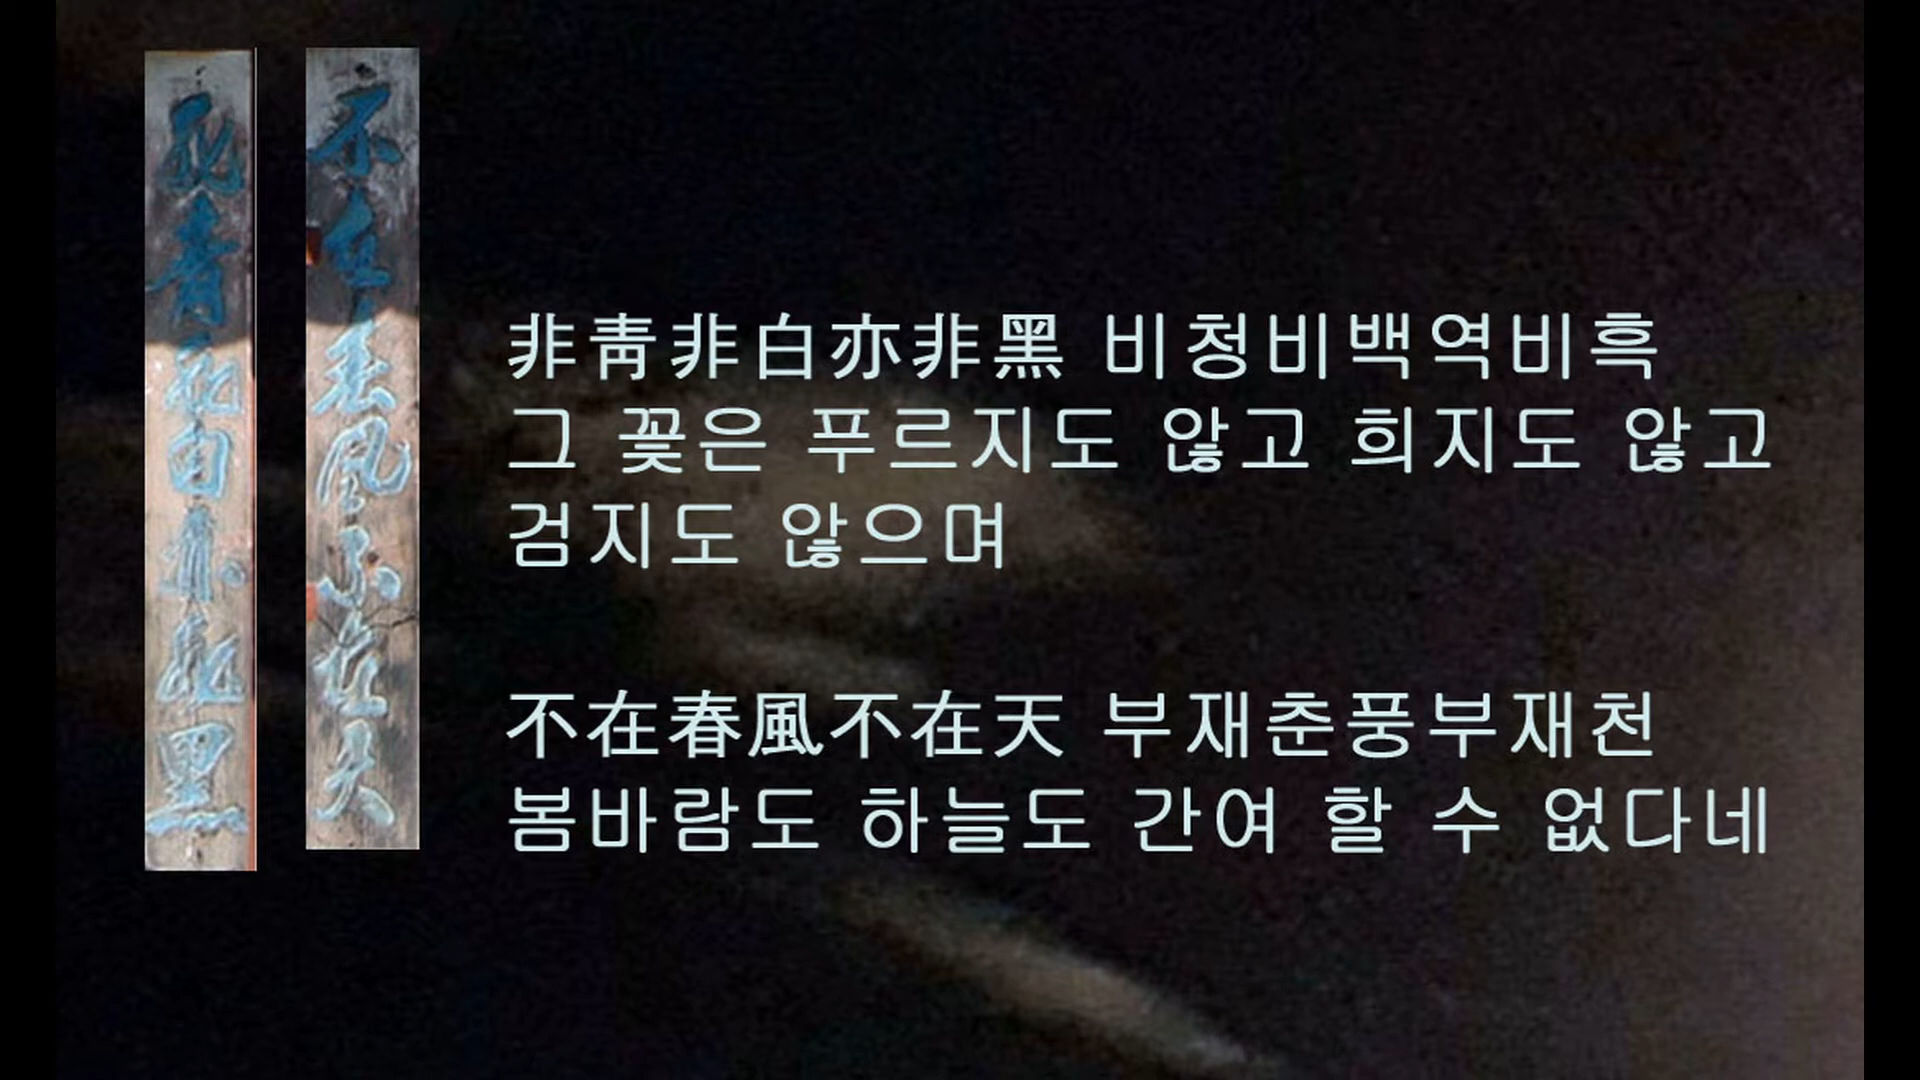 非靑非白亦非黑
不在春風不在天
非靑非白亦非黑 비청비백역비흑
그 꽃은 푸르지도 않고 희지도 않고
검지도 않으며
不在春風不在天 부재춘풍부재천
봄바람도 하늘도 간여 할 수 없다네